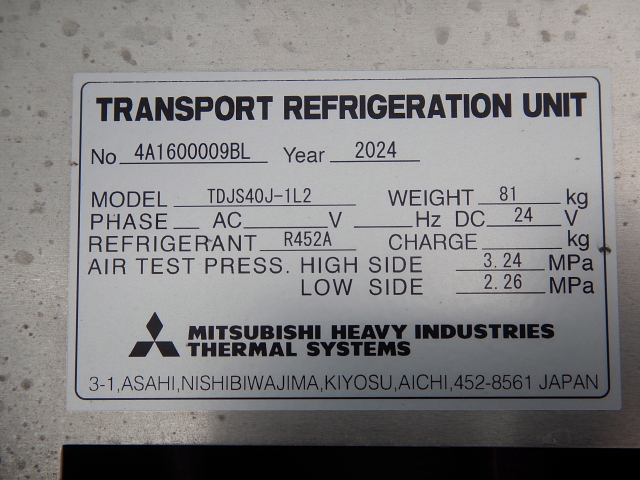 TRANSPORT REFRIGERATION UNIT
No 4A1600009BL Year 2024
MODEL TDJS40J-1L2 WEIGHT 81 kg
PHASE AC V Hz DC 24 V
REFRIGERANT R452A CHARGE kg
AIR TEST PRESS. HIGH SIDE 3.24 MPa
LOW SIDE 2.26 MPa
MITSUBISHI HEAVY INDUSTRIES
THERMAL SYSTEMS
3-1,ASAHI,NISHIBIWAJIMA,KIYOSU,AICHI,452-8561 JAPAN